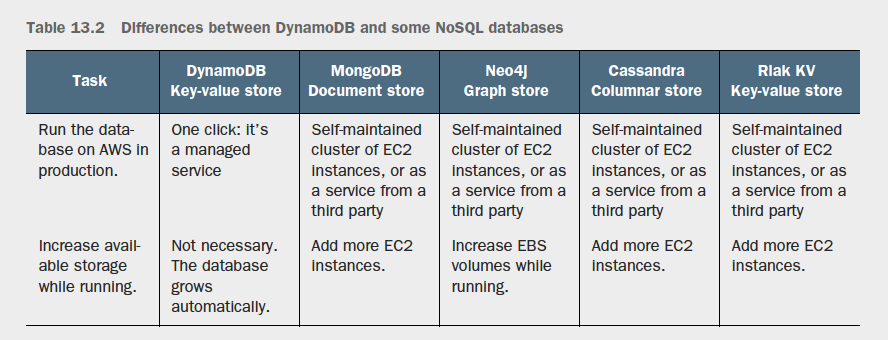 Table 13.2 Differences between DynamoDB and some NoSQL databases
Task
DynamoDB
Key-value store
MongoDB
Document store
Neo4j
Graph store
Cassandra
Columnar store
Riak KV
Key-value store
Run the data-
base on AWS in
production.
One click: it's
a managed
service
Self-maintained
cluster of EC2
instances, or as
a service from a
third party
Self-maintained
cluster of EC2
instances, or as
a service from a
third party
Self-maintained
cluster of EC2
instances, or as
a service from a
third party
Self-maintained
cluster of EC2
instances, or as
a service from a
third party
Increase avail-
able storage
while running.
Not necessary.
The database
grows
automatically.
Add more EC2
instances.
Increase EBS
volumes while
running.
Add more EC2
instances.
Add more EC2
instances.